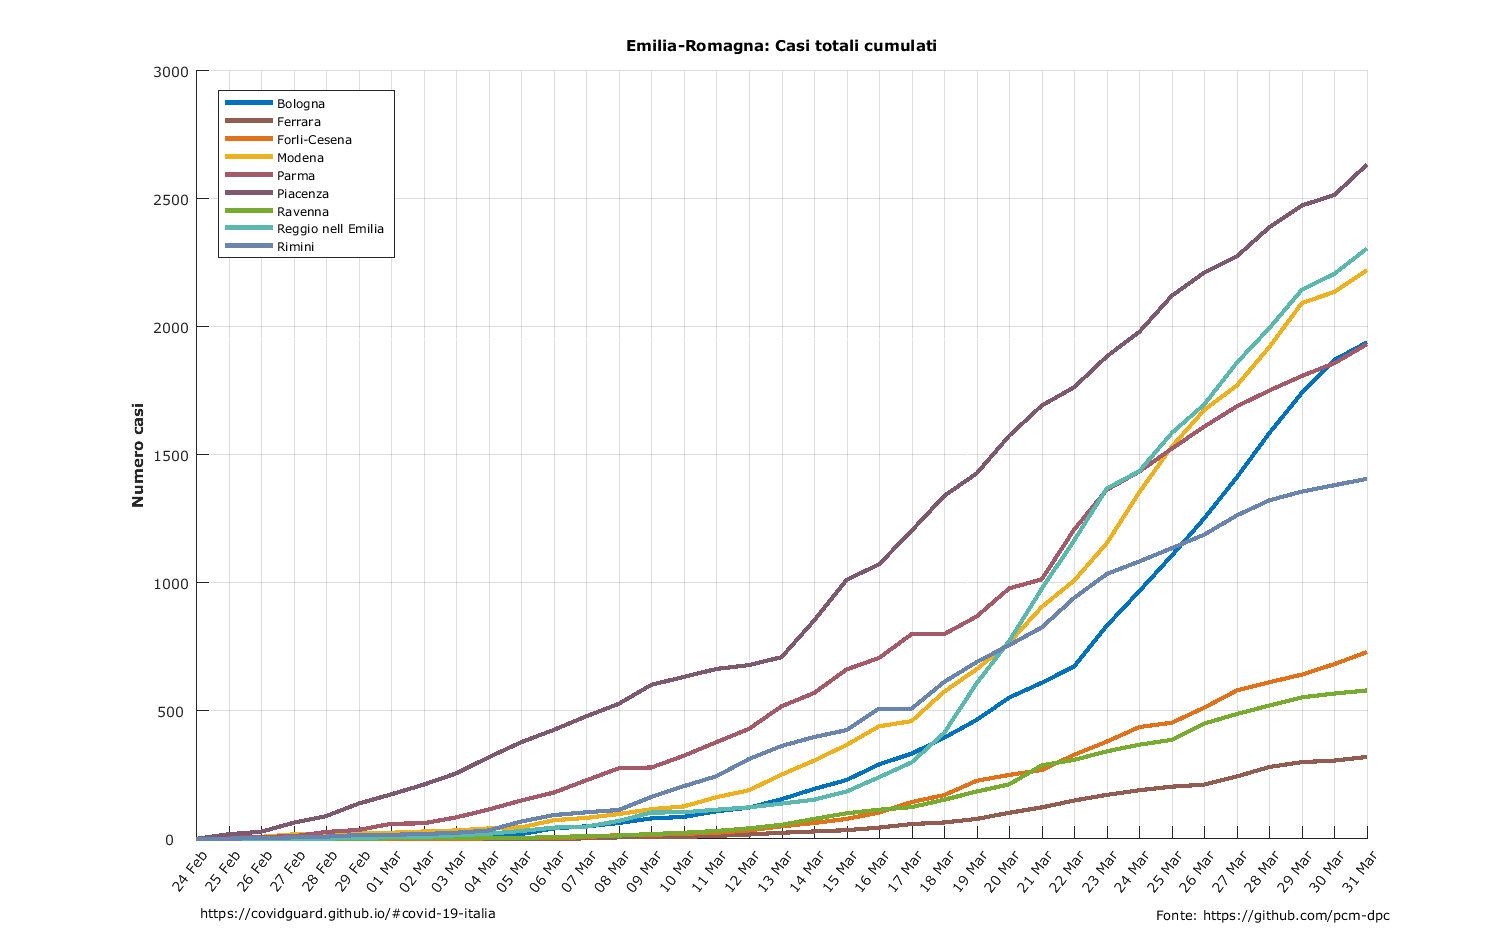 Emilia-Romagna: Casi totali cumulati
3000
2500
2000
1500
1000
500
0
Numero casi
Bologna
Ferrara
Forlì-Cesena
Modena
Parma
Piacenza
Ravenna
Reggio nell Emilia
Rimini
24 Feb
25 Feb
26 Feb
27 Feb
28 Feb
29 Feb
01 Mar
02 Mar
03 Mar
04 Mar
05 Mar
06 Mar
07 Mar
08 Mar
09 Mar
10 Mar
11 Mar
12 Mar
13 Mar
14 Mar
15 Mar
16 Mar
17 Mar
18 Mar
19 Mar
20 Mar
21 Mar
22 Mar
23 Mar
24 Mar
25 Mar
26 Mar
27 Mar
28 Mar
29 Mar
30 Mar
31 Mar
https://covidguard.github.io/#covid-19-italia
Fonte: https://github.com/pcm-dpc